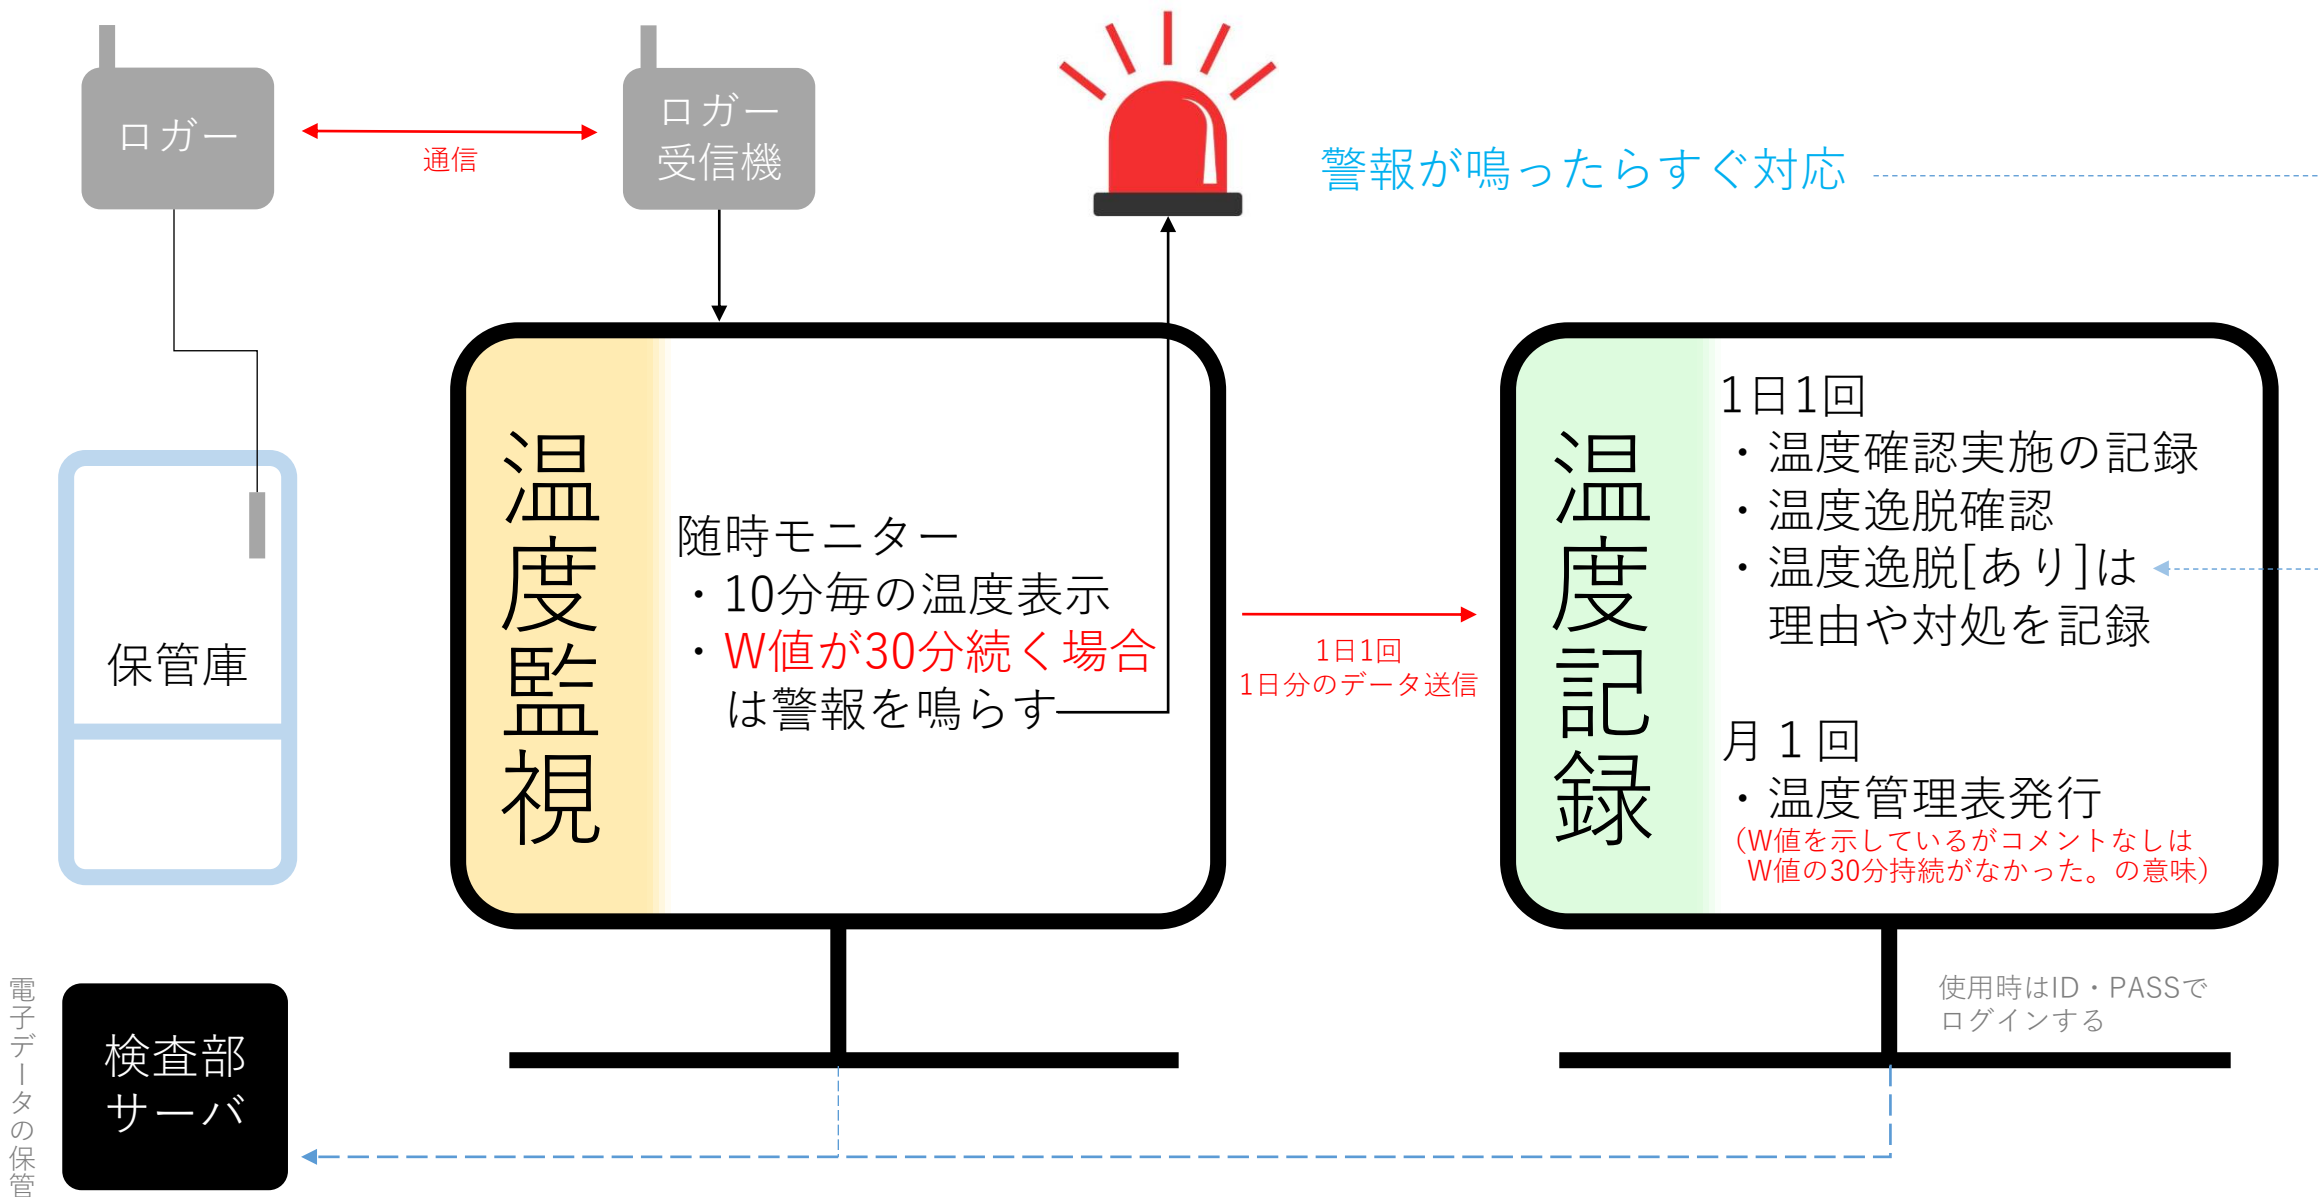 ロガー
通信
ロガー
受信機
警報が鳴ったらすぐ対応
保管庫
温度監視
随時モニター
・10分毎の温度表示
・W値が30分続く場合
は警報を鳴らす
1日1回
1日分のデータ送信
温度記録
1日1回
・温度確認実施の記録
・温度逸脱確認
・温度逸脱[あり]は
理由や対処を記録
月１回
・温度管理表発行
（W値を示しているがコメントなしは
W値の30分持続がなかった。の意味）
使用時はID・PASSで
ログインする
電子データの保管
検査部
サーバ